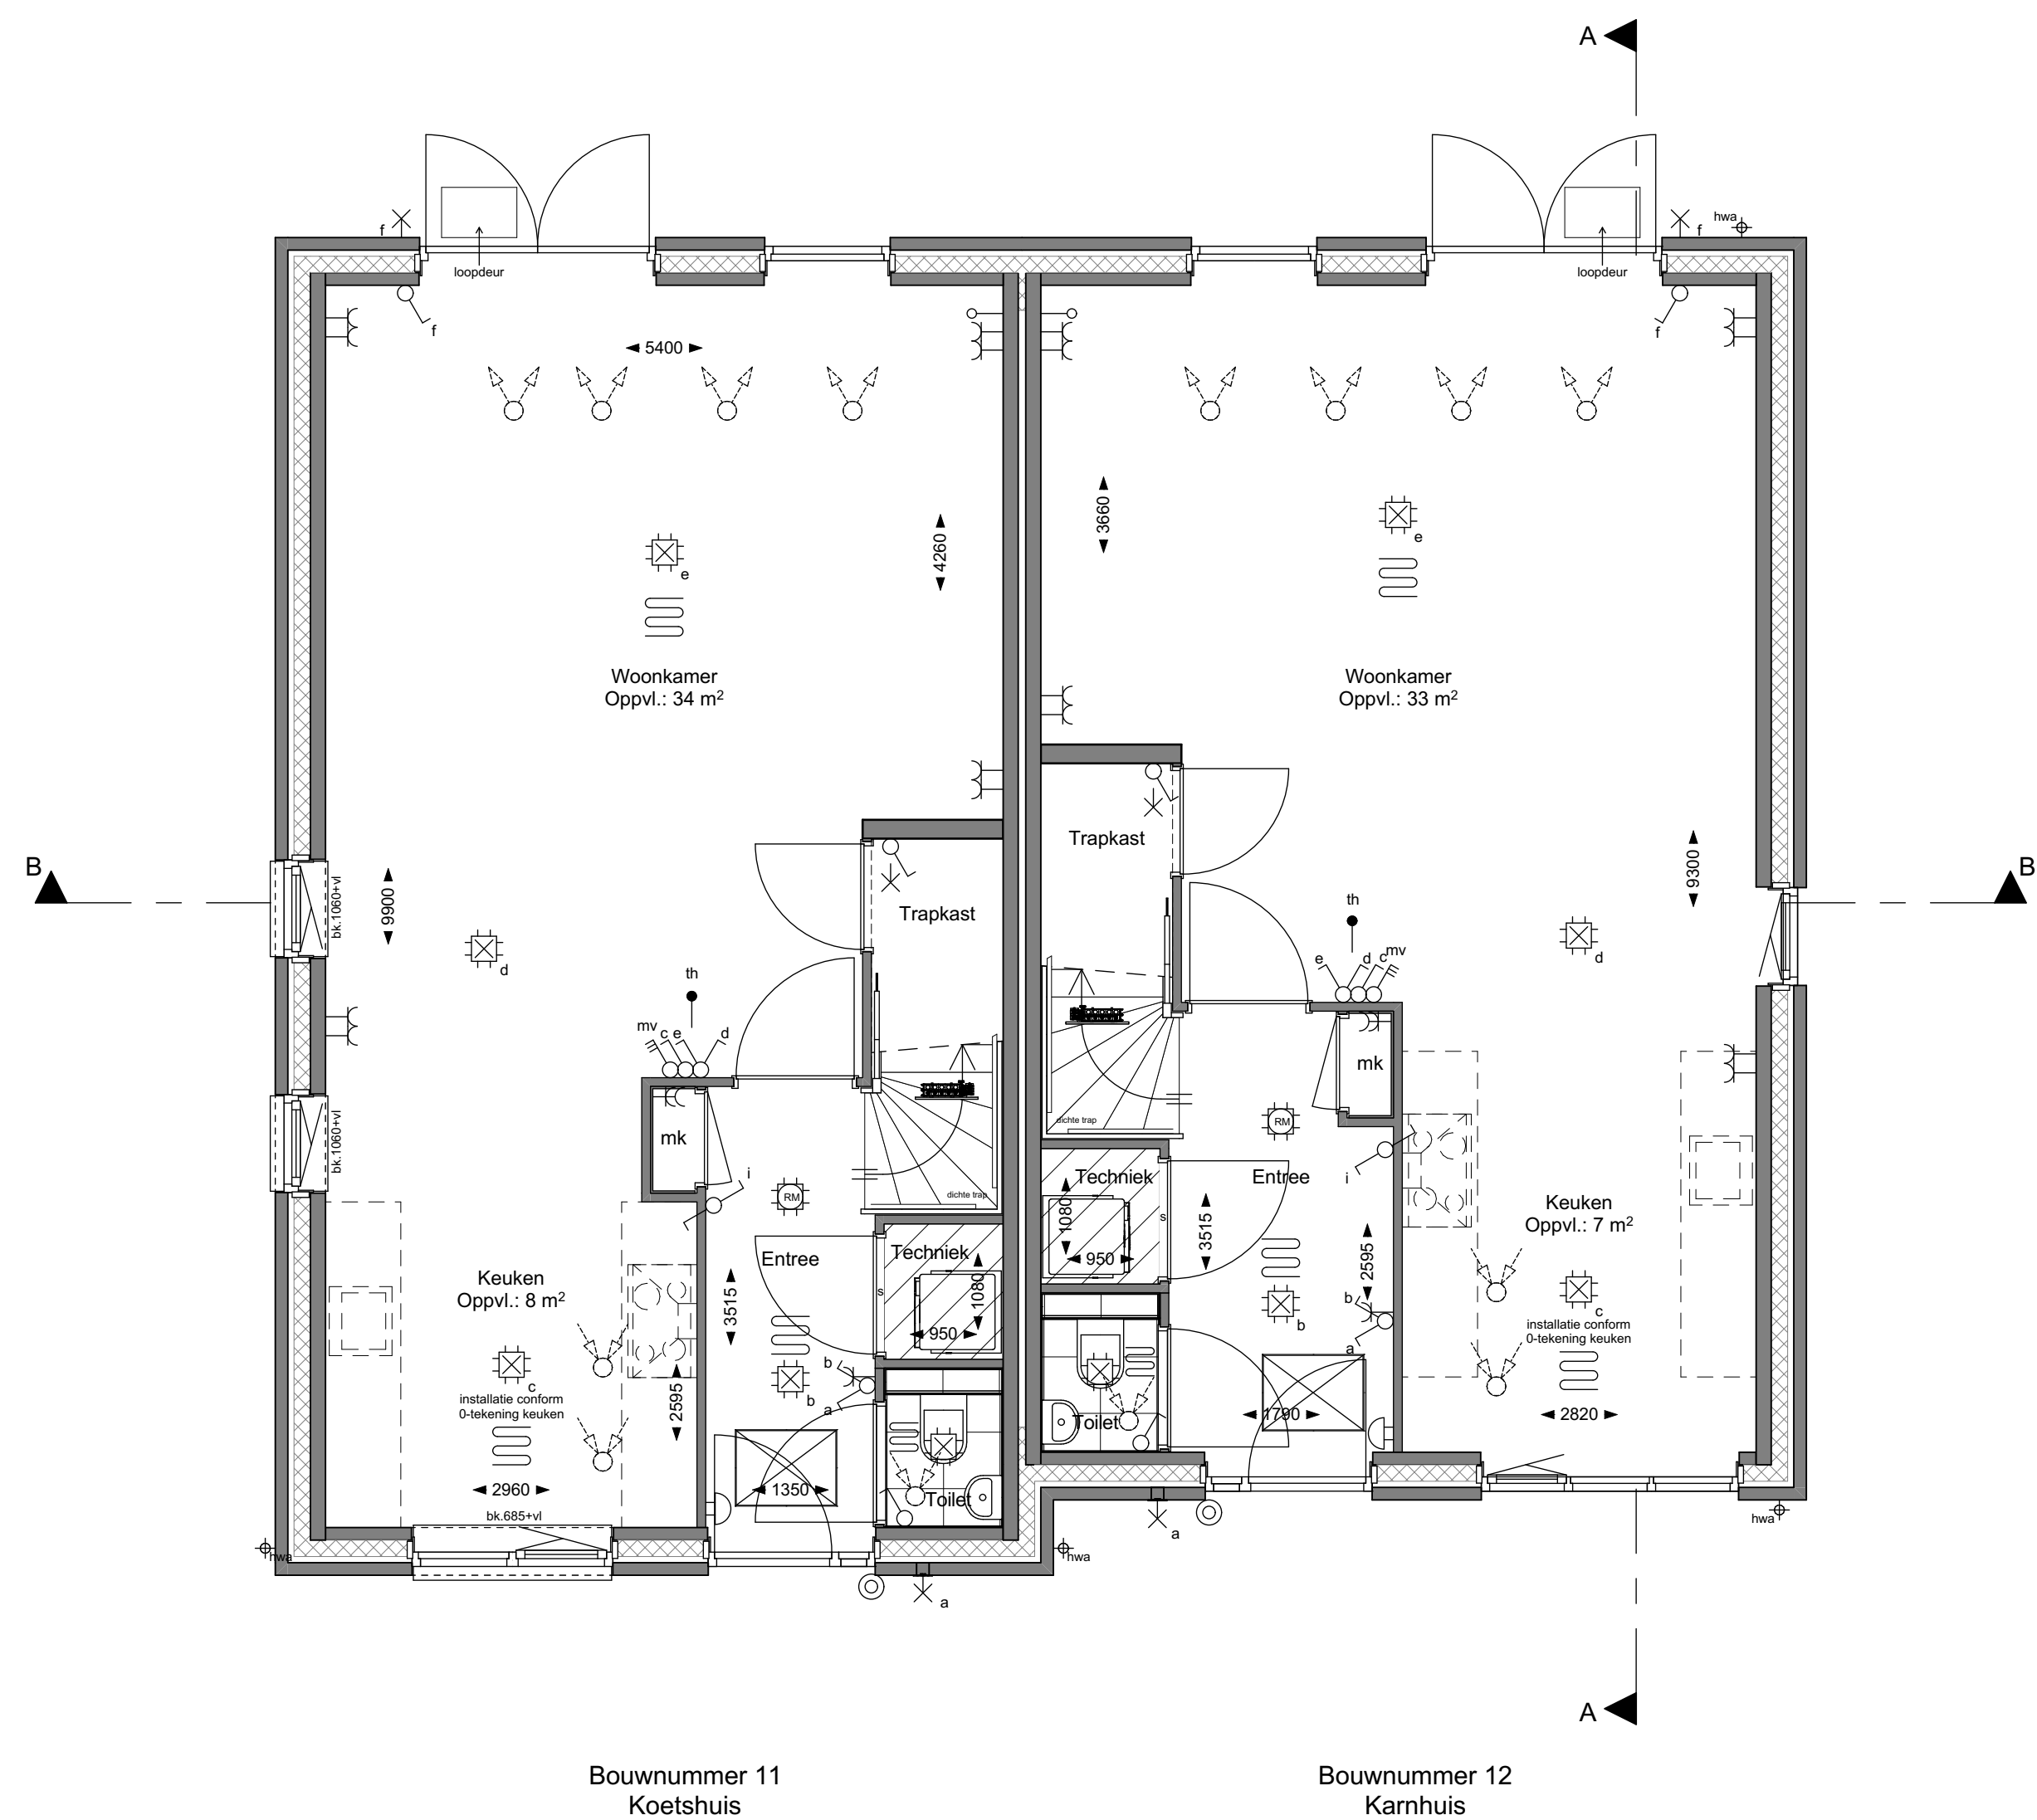 A
hwa
f
f
loopdeur
loopdeur
f
f
5400
3660
4260
e
e
Woonkamer
Oppvl.: 34 m²
Woonkamer
Oppvl.: 33 m²
Trapkast
Trapkast
B
B
bk.1060+vl
9900
9300
th
th
d
d
e
d
c
mv
mv
c
e
d
mk
mk
bk.1060+vl
dichte trap
dichte trap
RM
RM
i
i
Techniek
1080
950
s
Entree
3515
2595
Keuken
Oppvl.: 7 m²
Entree
Techniek
1080
950
s
3515
2595
Keuken
Oppvl.: 8 m²
b
b
a
c
installatie conform
0-tekening keuken
b
b
a
c
installatie conform
0-tekening keuken
Toilet
1790
2820
2960
1350
Toilet
bk.685+vl
hwa
hwa
hwa
a
a
A
Bouwnummer 11
Koetshuis
Bouwnummer 12
Karnhuis